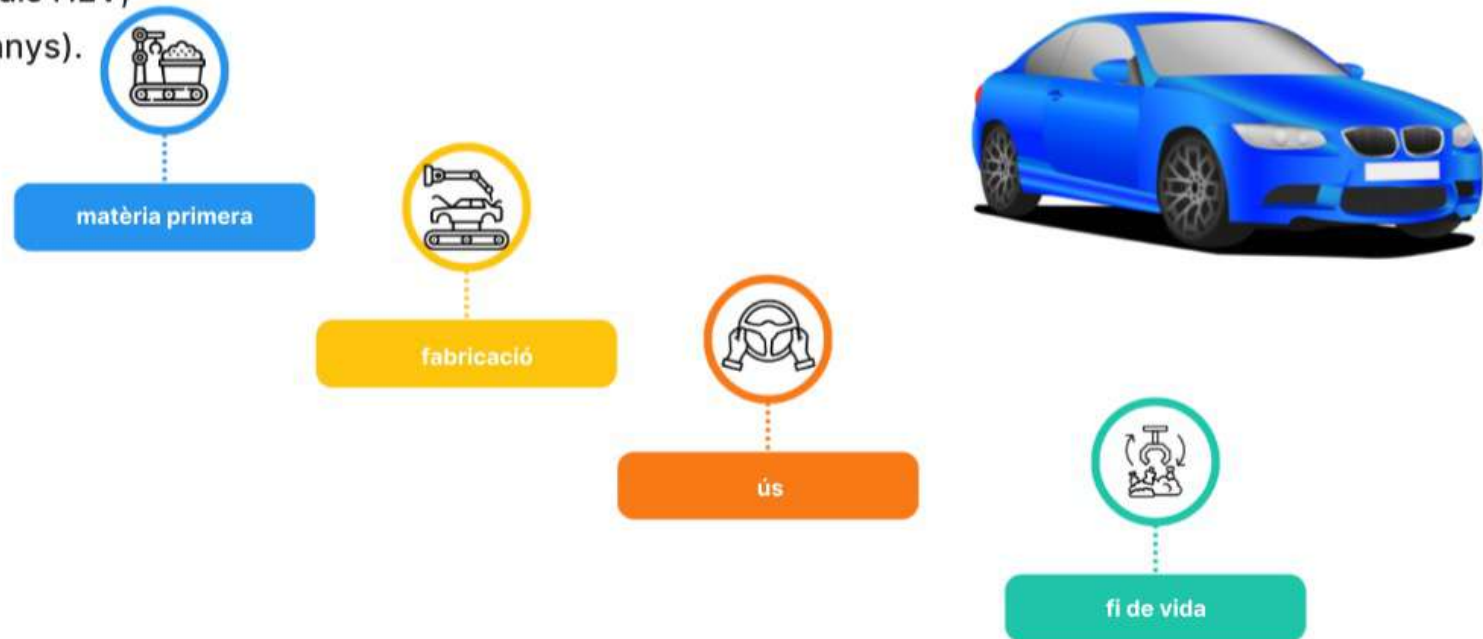 anys).
matèria primera
fabricació
ús
fi de vida